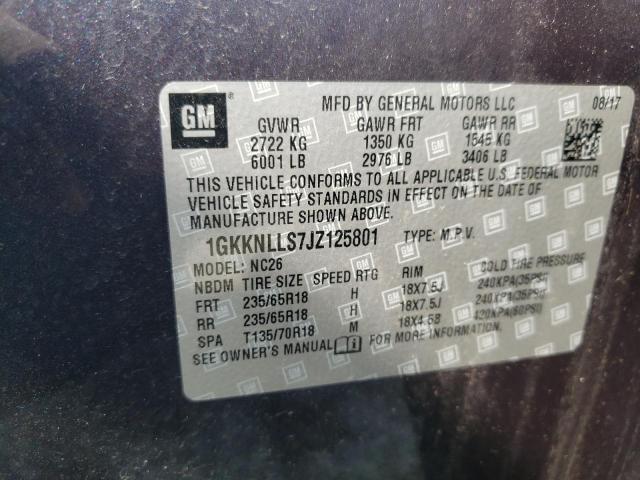 GM ® MFD BY GENERAL MOTORS LLC 08/17
GVWR GAWR FRT GAWR RR
2722 KG 1350 KG 1545 KG
6001 LB 2976 LB 3406 LB
THIS VEHICLE CONFORMS TO ALL APPLICABLE U.S. FEDERAL MOTOR
VEHICLE SAFETY STANDARDS IN EFFECT ON THE DATE OF
MANUFACTURE SHOWN ABOVE.
1GKKNLLS7JZ125801 TYPE: M.P.V.
MODEL: NC26
NBDM TIRE SIZE SPEED RTG RIM COLD TIRE PRESSURE
FRT 235/65R18 H 18X7.5J 240KPA(35PSI)
RR 235/65R18 H 18X7.5J 240KPA(35PSI)
SPA T135/70R18 M 18X4.5B 420KPA(60PSI)
SEE OWNER'S MANUAL FOR MORE INFORMATION